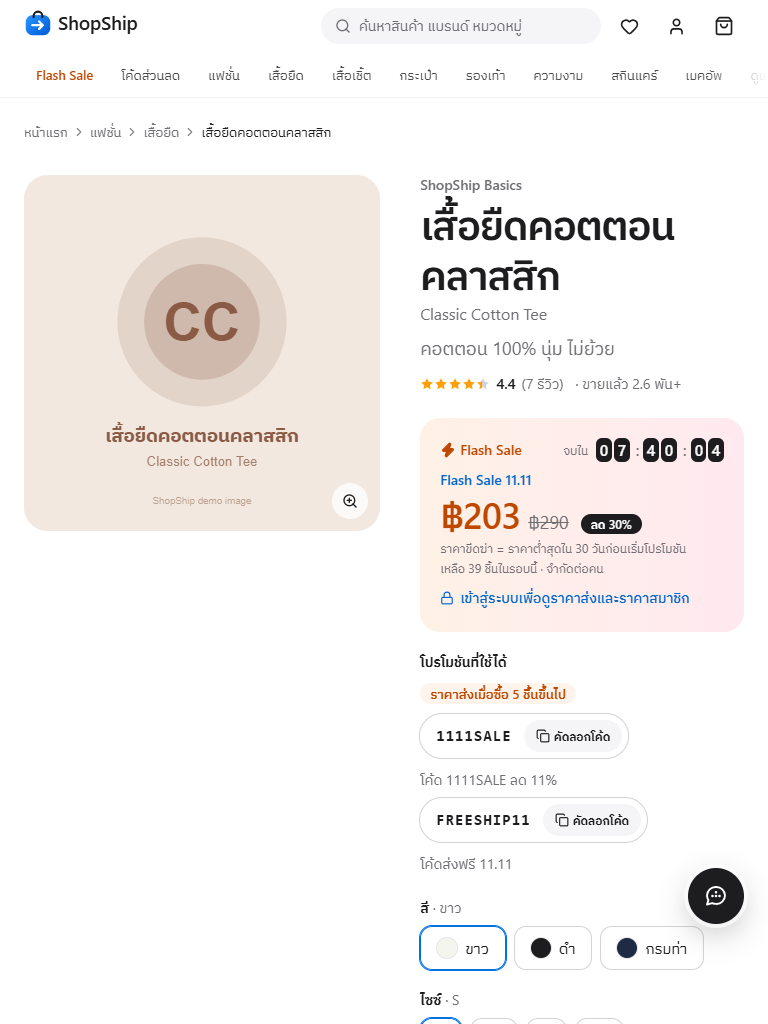 ShopShip
ค้นหาสินค้า แบรนด์ หมวดหมู่
Flash Sale โค้ดส่วนลด แฟชั่น เสื้อยืด เสื้อเชิ้ต กระเป๋า รองเท้า ความงาม สกินแคร์ เมคอัพ
หน้าแรก > แฟชั่น > เสื้อยืด > เสื้อยืดคอตตอนคลาสสิก
CC
เสื้อยืดคอตตอนคลาสสิก
Classic Cotton Tee
ShopShip demo image
ShopShip Basics
เสื้อยืดคอตตอน
คลาสสิก
Classic Cotton Tee
คอตตอน 100% นุ่ม ไม่ย้วย
4.4 (7 รีวิว) · ขายแล้ว 2.6 พัน+
Flash Sale จบใน 07 : 40 : 04
Flash Sale 11.11
฿203 ฿290 ลด 30%
ราคาขีดฆ่า = ราคาต่ำสุดใน 30 วันก่อนเริ่มโปรโมชัน
เหลือ 39 ชิ้นในรอบนี้ · จำกัดต่อคน
เข้าสู่ระบบเพื่อดูราคาส่งและราคาสมาชิก
โปรโมชันที่ใช้ได้
ราคาส่งเมื่อซื้อ 5 ชิ้นขึ้นไป
1111SALE คัดลอกโค้ด
โค้ด 1111SALE ลด 11%
FREESHIP11 คัดลอกโค้ด
โค้ดส่งฟรี 11.11
สี · ขาว
ขาว ดำ กรมท่า
ไซซ์ · S